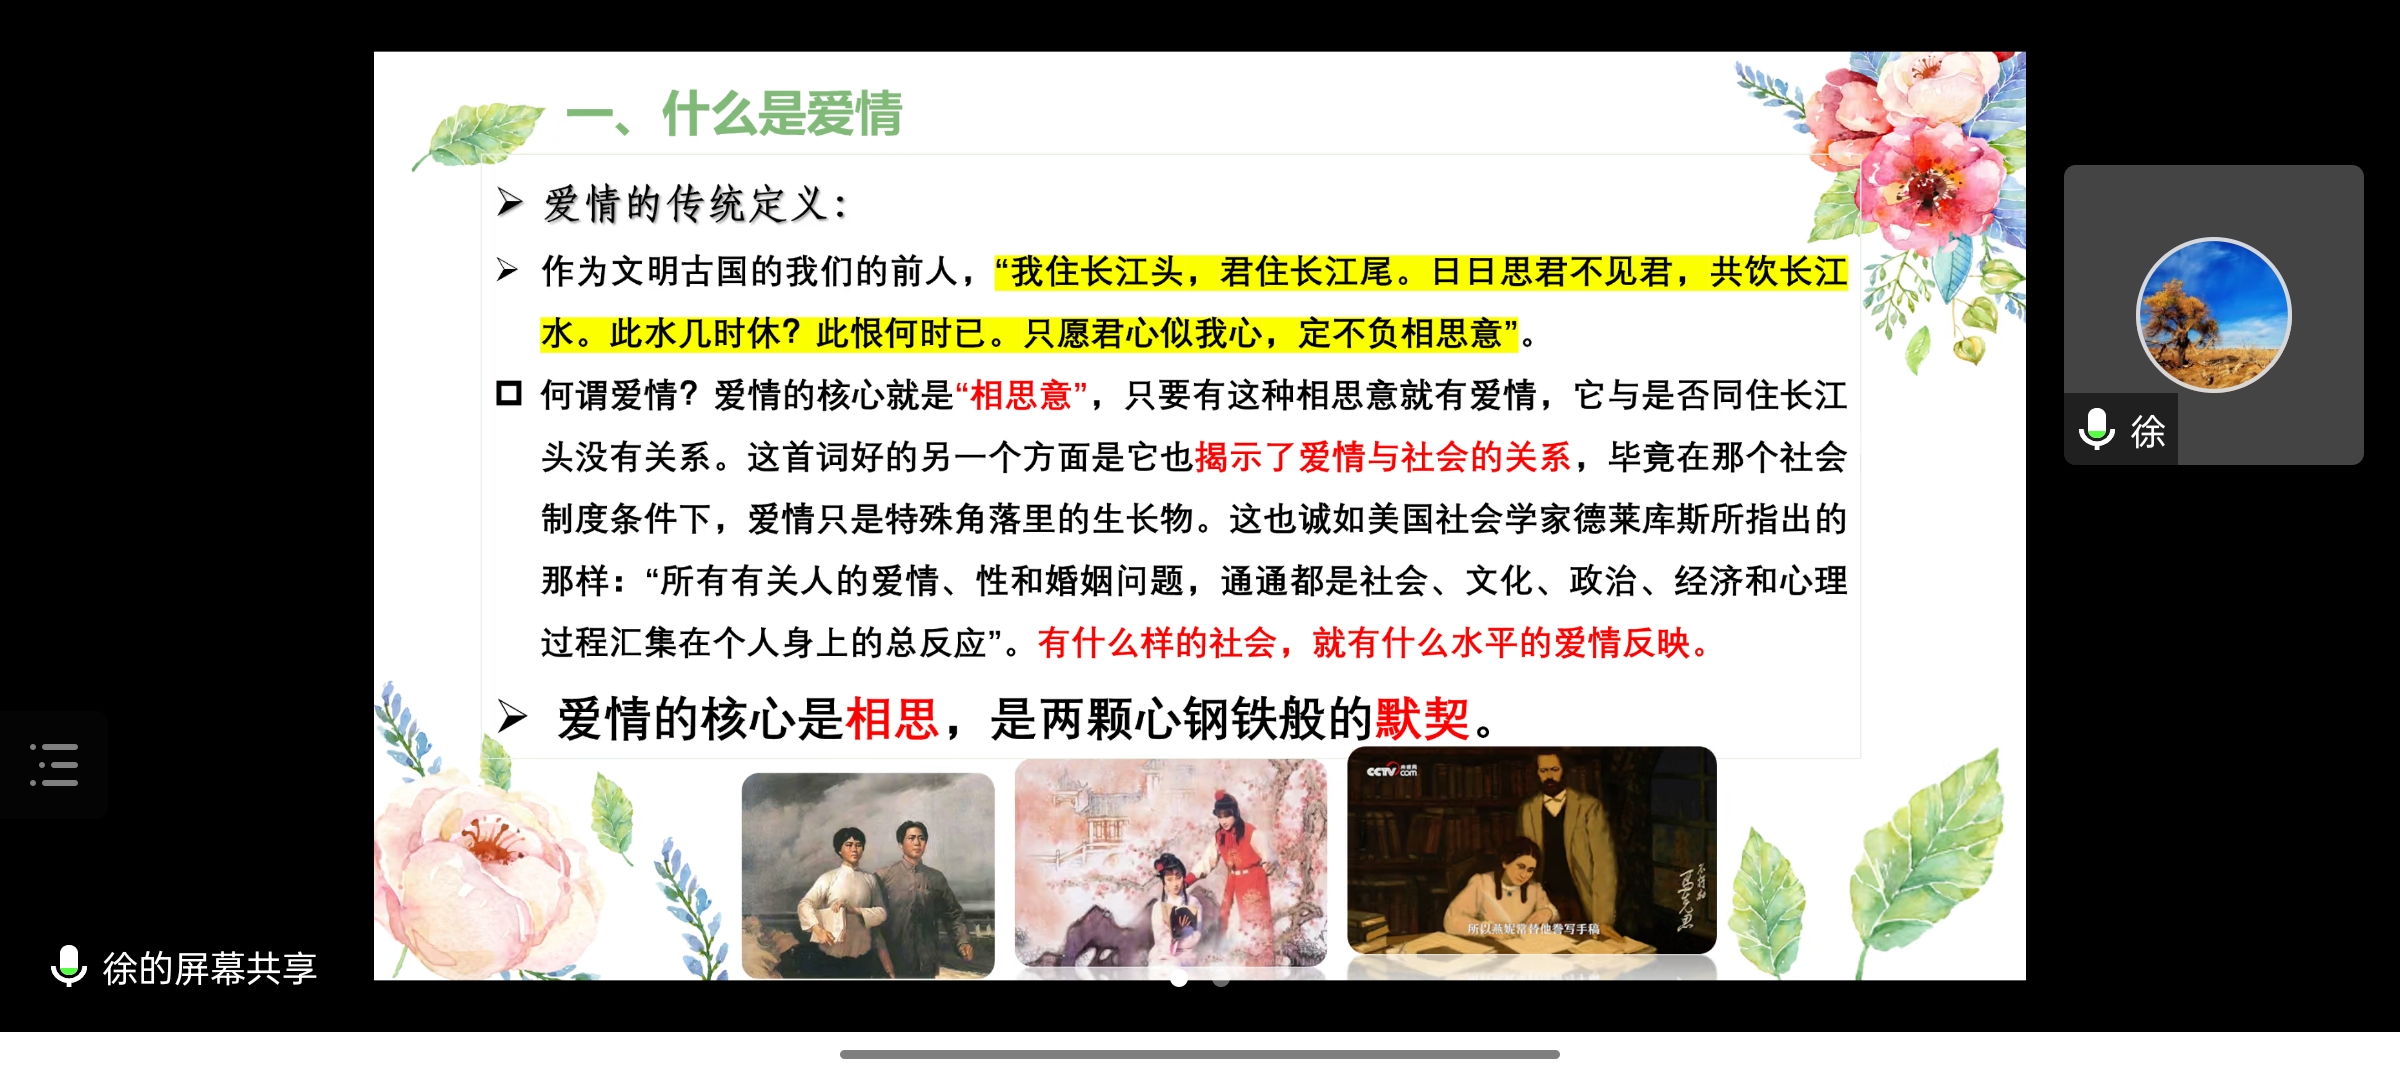 一、什么是爱情
爱情的传统定义：
作为文明古国的我们的前人，“我住长江头，君住长江尾。日日思君不见君，共饮长江
水。此水几时休？此恨何时已。只愿君心似我心，定不负相思意”。
何谓爱情？爱情的核心就是“相思意”，只要有这种相思意就有爱情，它与是否同住长江
头没有关系。这首词好的另一个方面是它也揭示了爱情与社会的关系，毕竟在那个社会
制度条件下，爱情只是特殊角落里的生长物。这也诚如美国社会学家德莱库斯所指出的
那样：“所有有关人的爱情、性和婚姻问题，通通都是社会、文化、政治、经济和心理
过程汇集在个人身上的总反应”。有什么样的社会，就有什么水平的爱情反映。
爱情的核心是相思，是两颗心钢铁般的默契。
CCTV 央视网
com
不朽的
马克思
所以燕妮常替他誊写手稿
徐
徐的屏幕共享